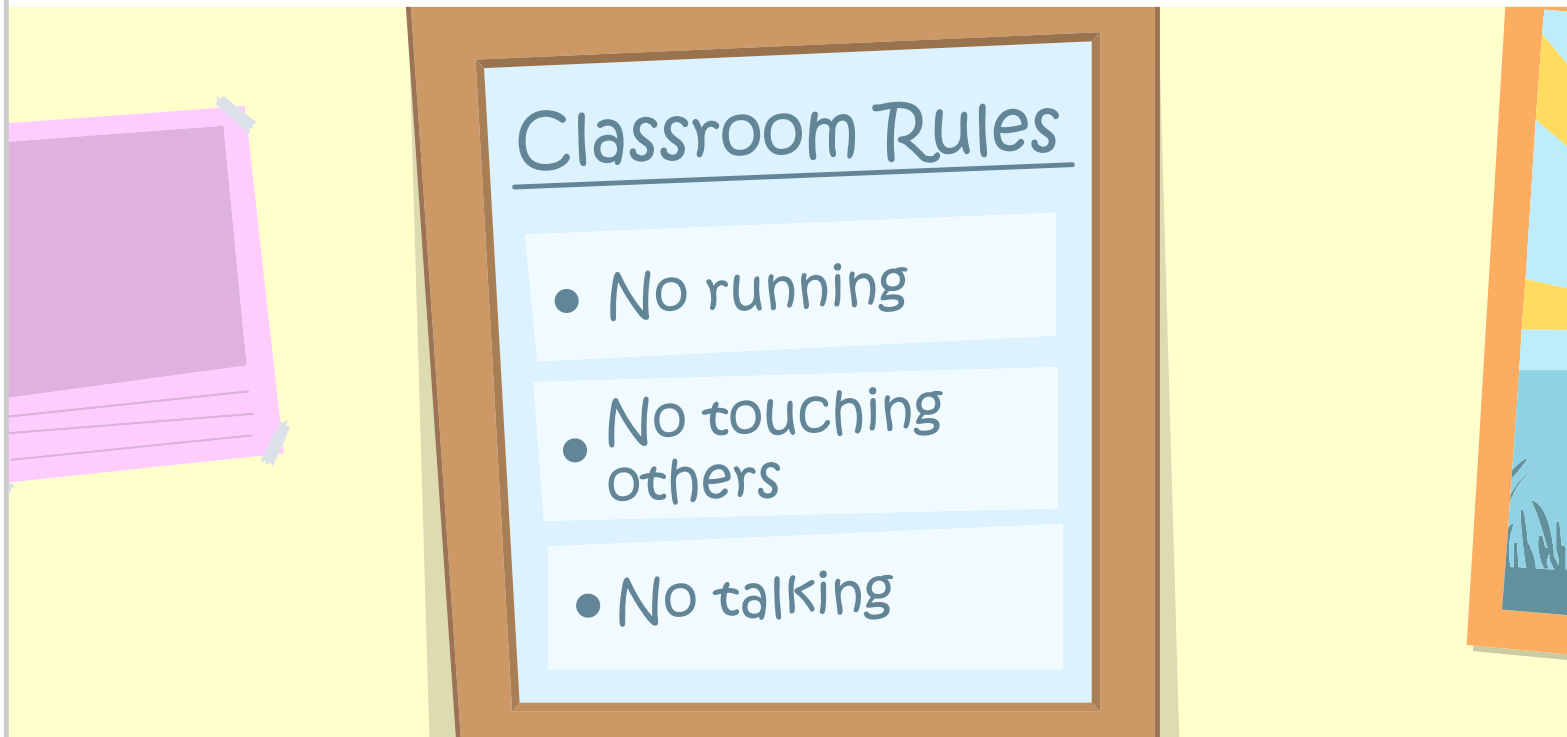 Classroom Rules
• No running
• No touching
others
• No talking